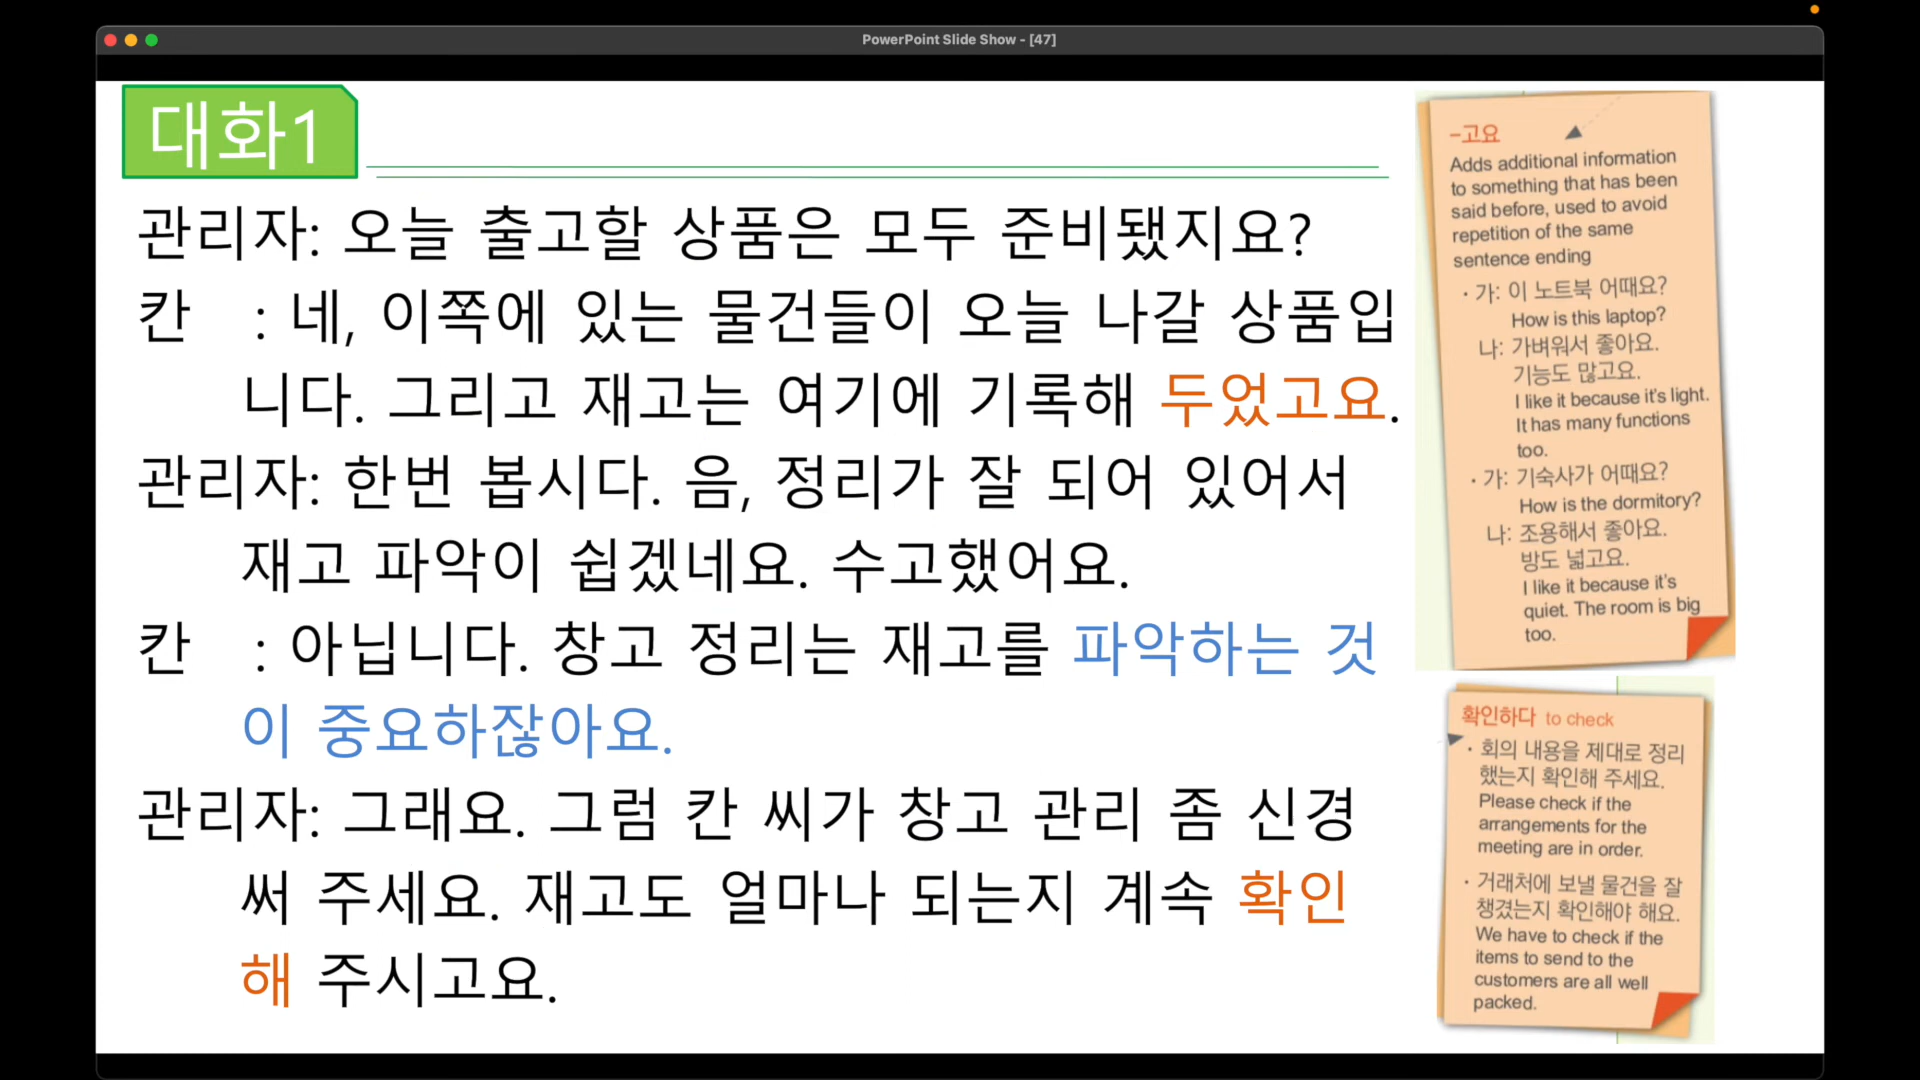 PowerPoint Slide Show - [47]
대화1
관리자: 오늘 출고할 상품은 모두 준비됐지요?
칸 : 네, 이쪽에 있는 물건들이 오늘 나갈 상품입
니다. 그리고 재고는 여기에 기록해 두었고요.
관리자: 한번 봅시다. 음, 정리가 잘 되어 있어서
재고 파악이 쉽겠네요. 수고했어요.
칸 : 아닙니다. 창고 정리는 재고를 파악하는 것
이 중요하잖아요.
관리자: 그래요. 그럼 칸 씨가 창고 관리 좀 신경
써 주세요. 재고도 얼마나 되는지 계속 확인
해 주시고요.
-고요
Adds additional information
to something that has been
said before, used to avoid
repetition of the same
sentence ending
· 가: 이 노트북 어때요?
How is this laptop?
나: 가벼워서 좋아요.
기능도 많고요.
I like it because it's light.
It has many functions
too.
· 가: 기숙사가 어때요?
How is the dormitory?
나: 조용해서 좋아요.
방도 넓고요.
I like it because it's
quiet. The room is big
too.
확인하다 to check
· 회의 내용을 제대로 정리
했는지 확인해 주세요.
Please check if the
arrangements for the
meeting are in order.
· 거래처에 보낼 물건을 잘
챙겼는지 확인해야 해요.
We have to check if the
items to send to the
customers are all well
packed.